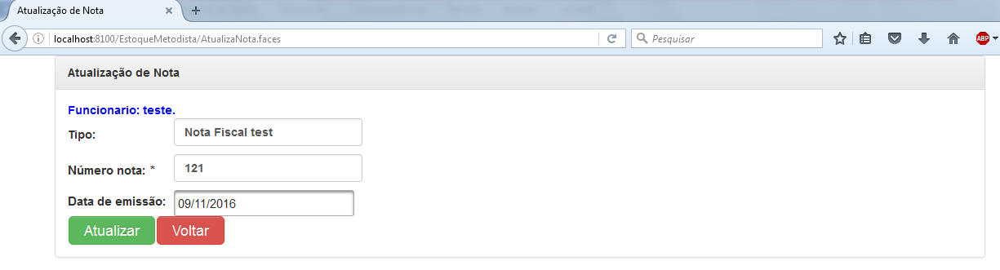 Atualização de Nota
localhost:8100/EstoqueMetodista/AtualizaNota.faces
Pesquisar
ABP
Atualização de Nota
Funcionario: teste.
Tipo: Nota Fiscal test
Número nota: * 121
Data de emissão: 09/11/2016
Atualizar Voltar